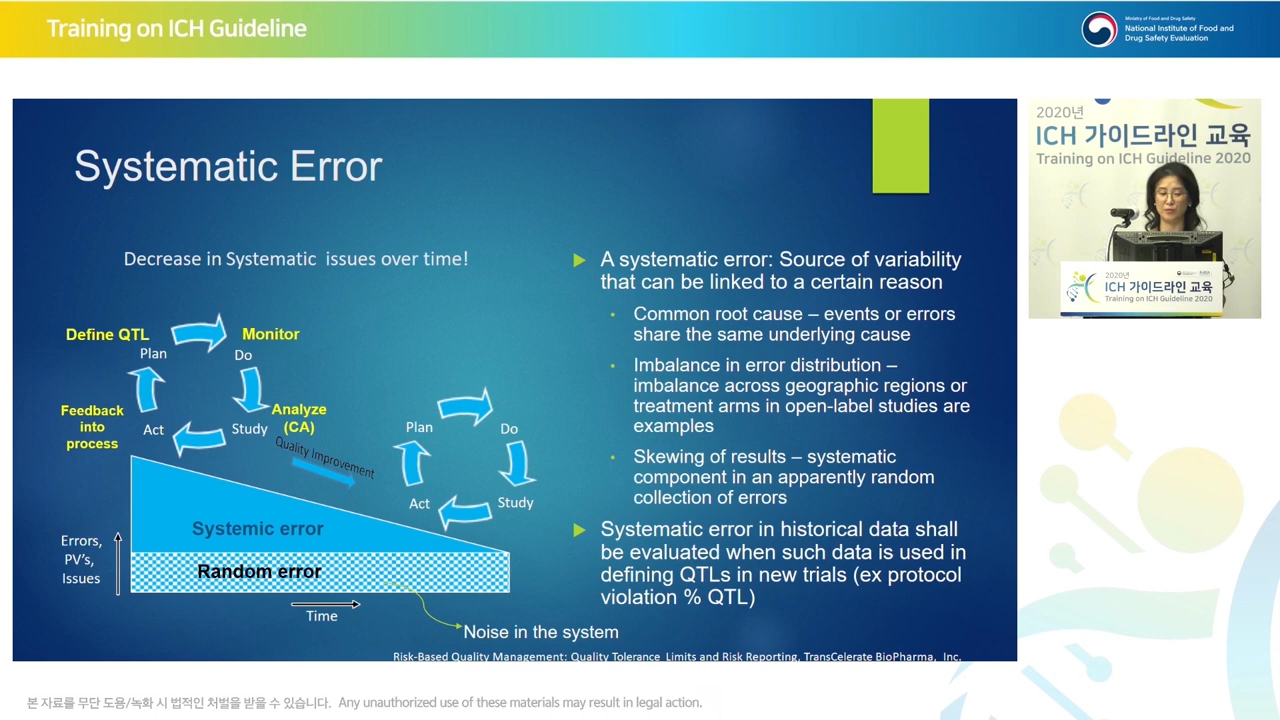 Training on ICH Guideline
Ministry of Food and Drug Safety
National Institute of Food and
Drug Safety Evaluation
Systematic Error
Decrease in Systematic issues over time!
Define QTL
Monitor
Plan
Do
Feedback
into
process
Act
Study
Analyze
(CA)
Quality Improvement
Plan
Do
Act
Study
Systemic error
Random error
Errors,
PV's,
Issues
Time
Noise in the system
A systematic error: Source of variability
that can be linked to a certain reason
Common root cause – events or errors
share the same underlying cause
Imbalance in error distribution –
imbalance across geographic regions or
treatment arms in open-label studies are
examples
Skewing of results – systematic
component in an apparently random
collection of errors
Systematic error in historical data shall
be evaluated when such data is used in
defining QTLs in new trials (ex protocol
violation % QTL)
Risk-Based Quality Management: Quality Tolerance Limits and Risk Reporting, TransCelerate BioPharma, Inc.
2020년
ICH 가이드라인 교육
Training on ICH Guideline 2020
2020년
ICH 가이드라인 교육
Training on ICH Guideline 2020
본 자료를 무단 도용/녹화 시 법적인 처벌을 받을 수 있습니다. Any unauthorized use of these materials may result in legal action.